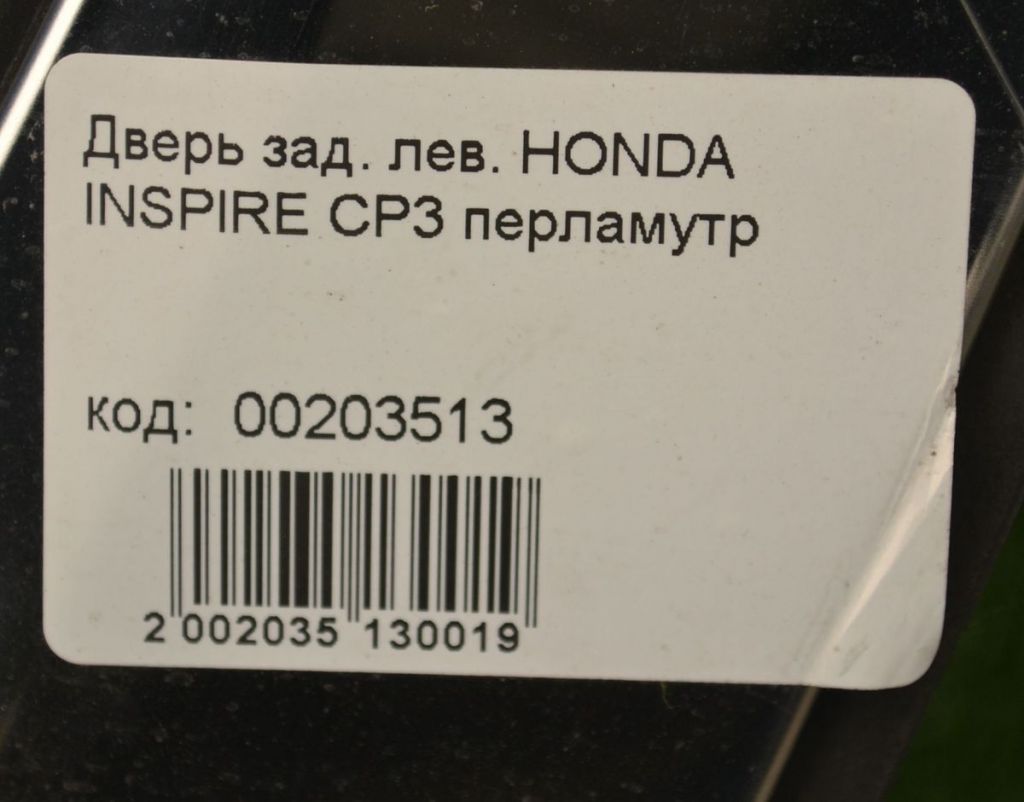 Дверь зад. лев. HONDA
INSPIRE CP3 перламутр
код: 00203513
2 002035 130019